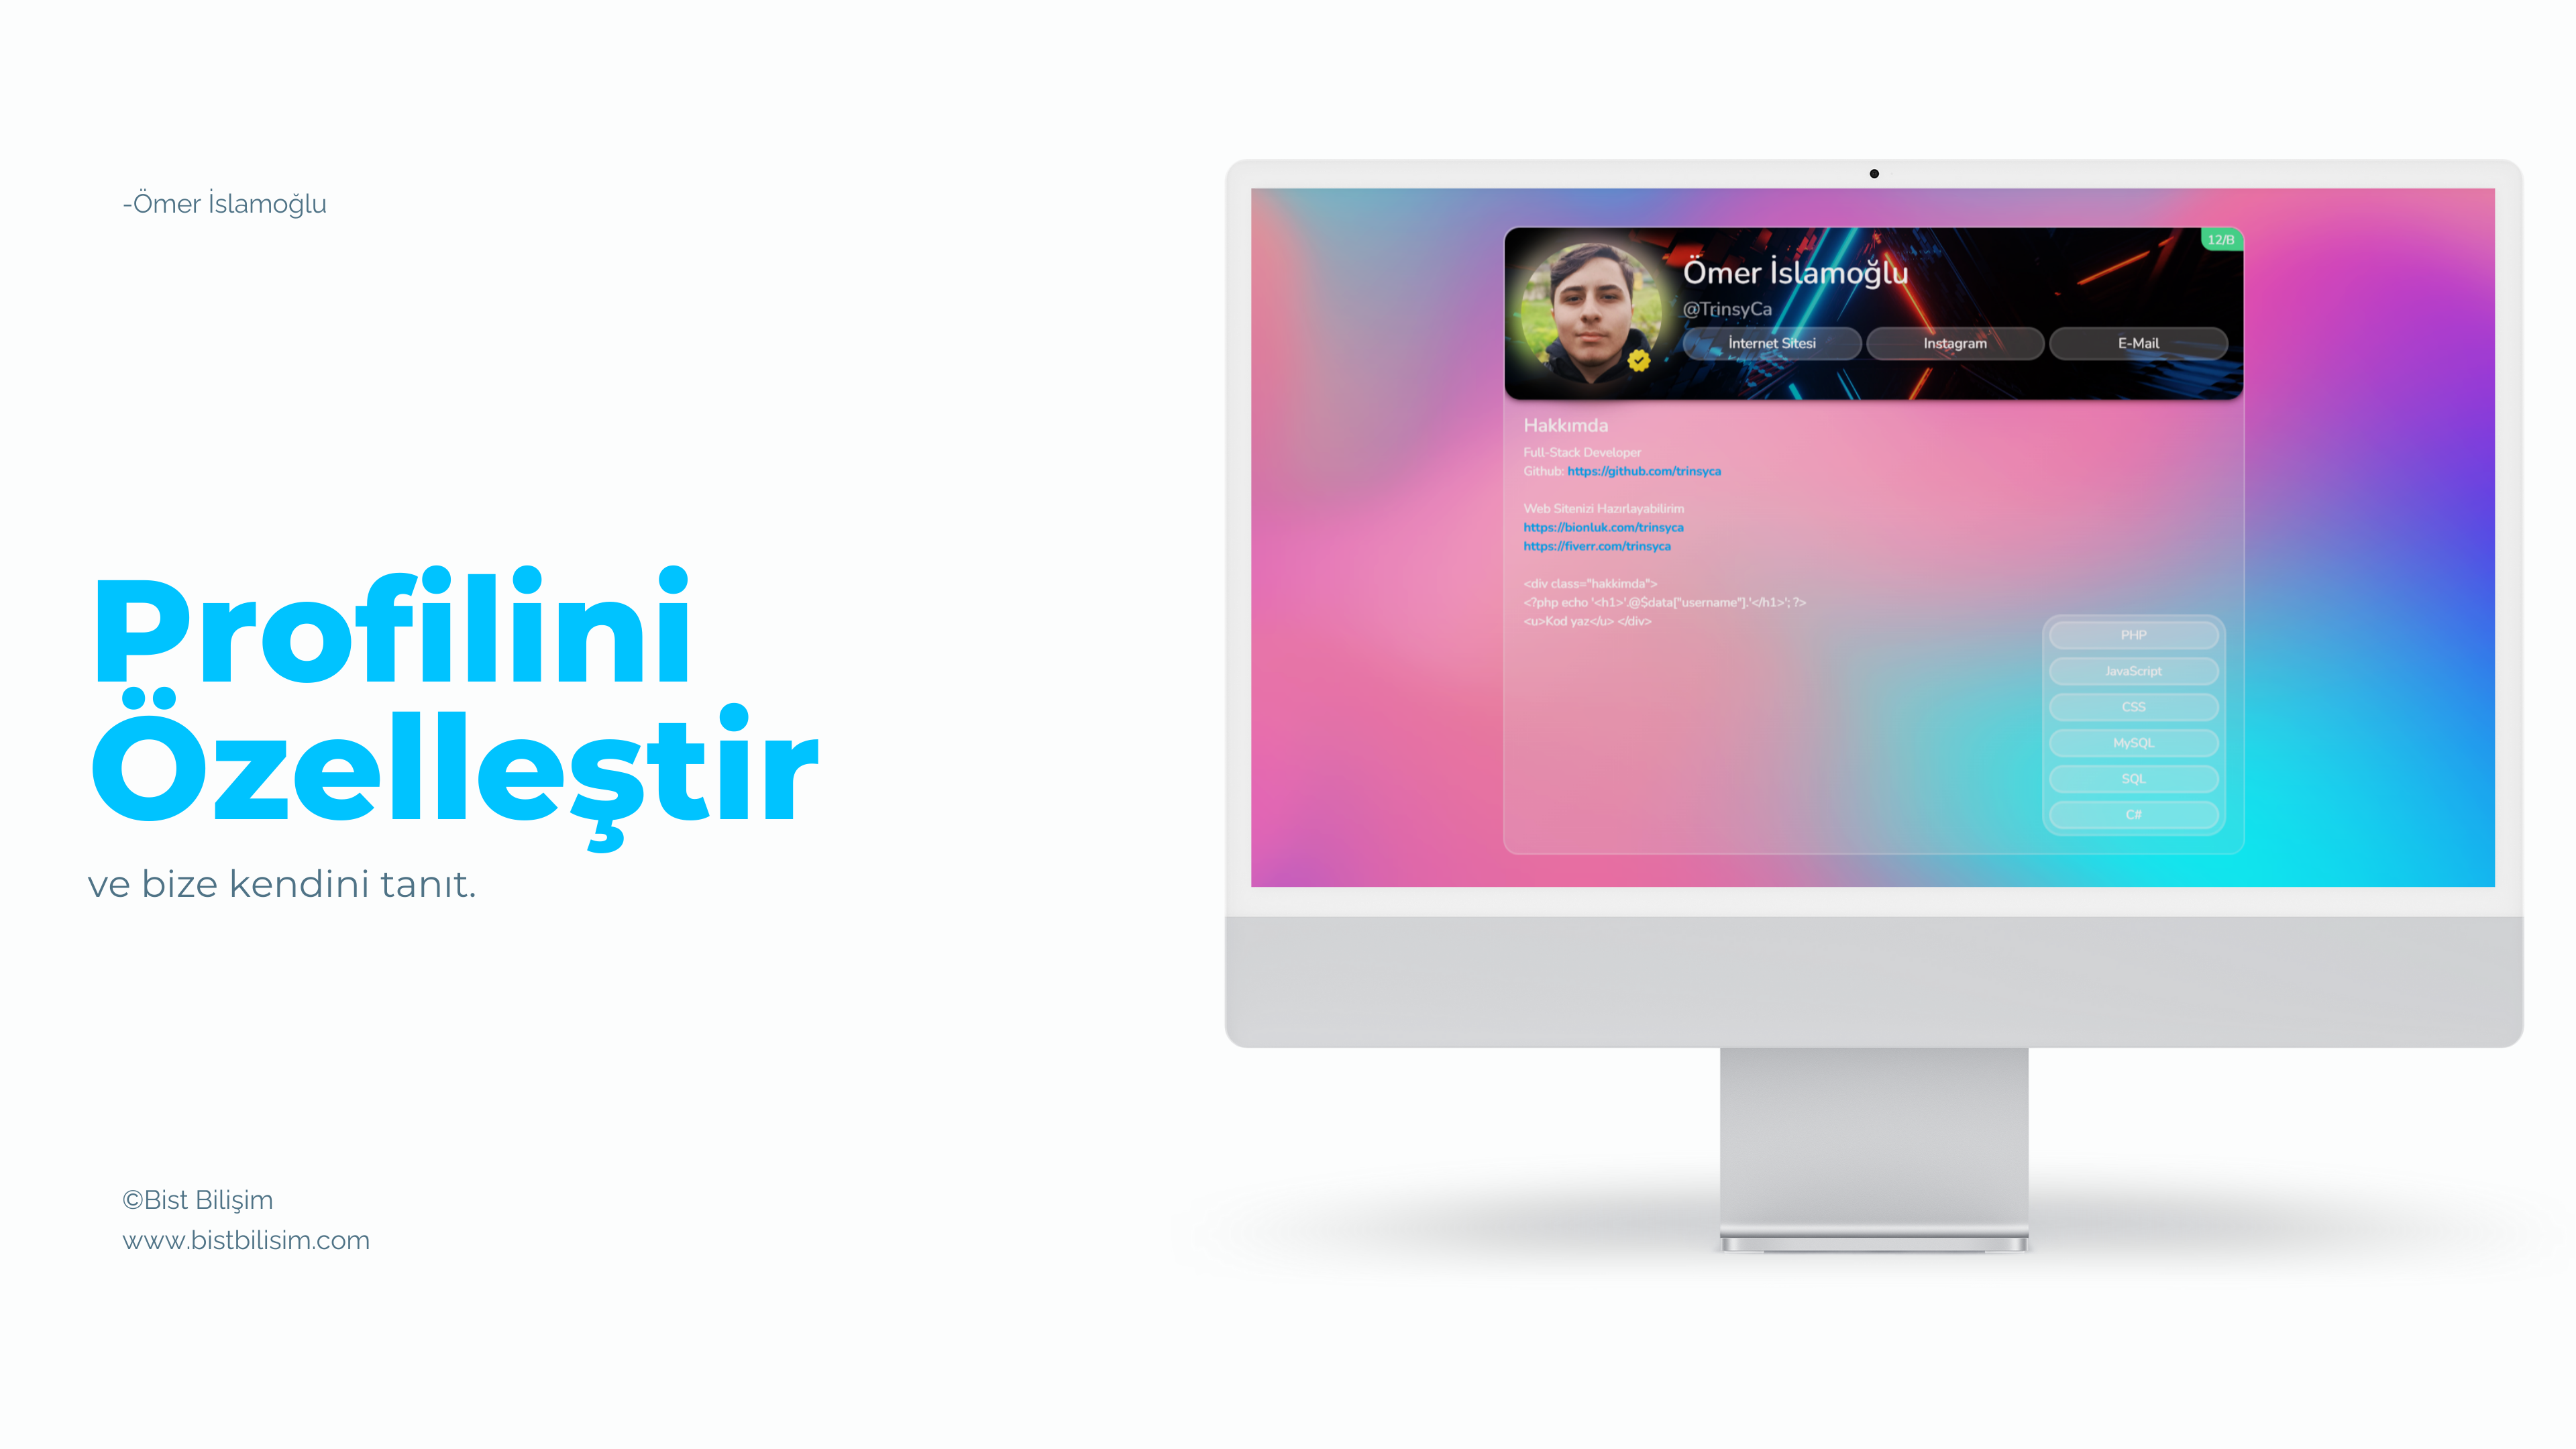 -Ömer İslamoğlu
Profilini
Özelleştir
ve bize kendini tanıt.
©Bist Bilişim
www.bistbilisim.com
12/B
Ömer İslamoğlu
@TrinsyCa
İnternet Sitesi
Instagram
E-Mail
Hakkımda
Full-Stack Developer
Github: https://github.com/trinsyca
Web Sitenizi Hazırlayabilirim
https://bionluk.com/trinsyca
https://fiverr.com/trinsyca
<div class="hakkimda">
<?php echo '<h1>'.@$data["username"].'</h1>'; ?>
<u>Kod yaz</u> </div>
PHP
JavaScript
CSS
MySQL
SQL
C#